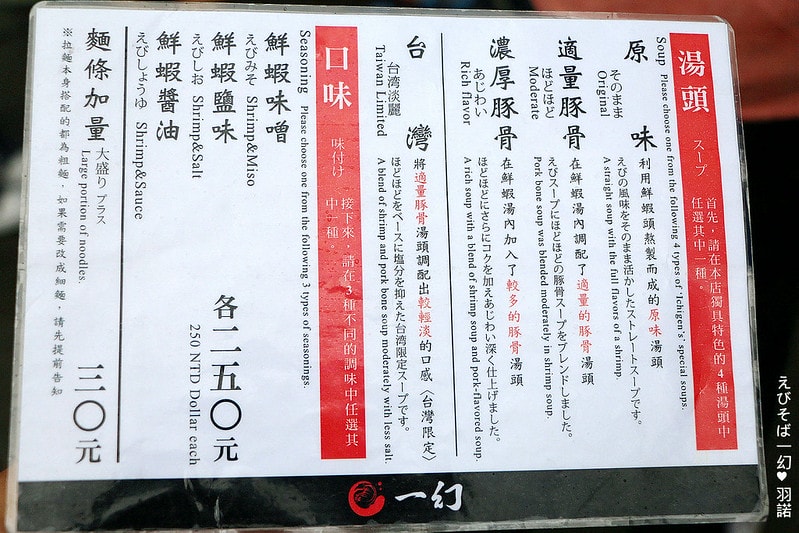 湯頭
スープ
首先，請在本店獨具特色的4種湯頭中
任選其中一種。
Soup Please choose one from the following 4 types of 'Ichigen's' special soups.
原味
利用鮮蝦頭熬製而成的原味湯頭
そのまま
えびの風味をそのまま活かしたストレートスープです。
Original
A straight soup with the full flavors of a shrimp.
適量豚骨
在鮮蝦湯內調配了適量的豚骨湯頭
ほどほど
えびスープにほどほどの豚骨スープをブレンドしました。
Moderate
Pork bone soup was blended moderately in shrimp soup.
濃厚豚骨
在鮮蝦湯內加入了較多的豚骨湯頭
あじわい
ほどほどにさらにコクを加えあじわい深く仕上げました。
Rich flavor
A rich soup with a blend of shrimp soup and pork-flavored soup.
台灣
將適量豚骨湯頭調配出較輕淡的口感〈台灣限定〉
台湾淡麗
ほどほどをベースに塩分を抑えた台湾限定スープです。
Taiwan Limited
A blend of shrimp and pork bone soup moderately with less salt.
口味
味付け
接下來，請在3種不同的調味中任選其
中一種。
Seasoning Please choose one from the following 3 types of seasonings.
鮮蝦味噌
えびみそ Shrimp&Miso
鮮蝦鹽味
えびしお Shrimp&Salt
鮮蝦醬油
えびしょうゆ Shrimp&Sauce
各二五〇元
250 NTD Dollar each
麵條加量
大盛り プラス
Large portion of noodles.
三〇元
※拉麵本身搭配的都為粗麵，如果需要改成細麵，請先提前告知
一幻
えびそば一幻♥羽諾